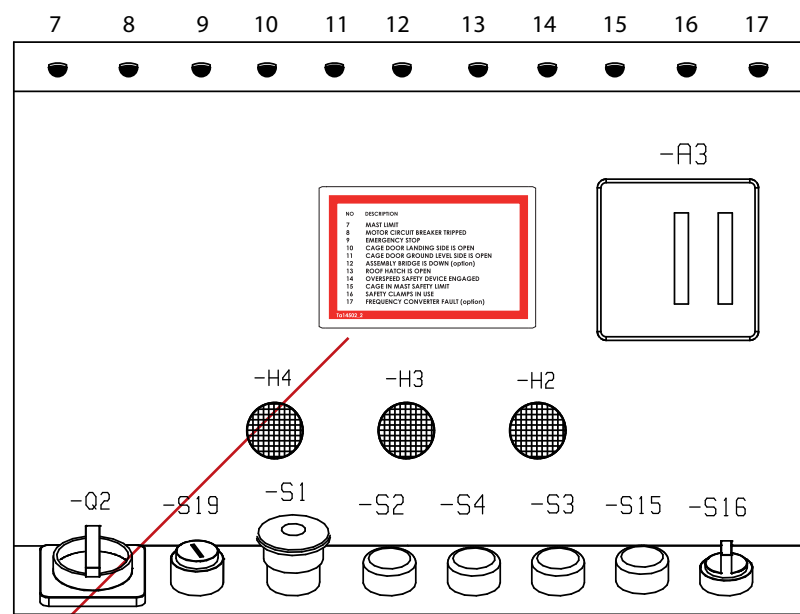 7 8 9 10 11 12 13 14 15 16 17
-A3
NO DESCRIPTION
7 MAST LIMIT
8 MOTOR CIRCUIT BREAKER TRIPPED
9 EMERGENCY STOP
10 CAGE DOOR LANDING SIDE IS OPEN
11 CAGE DOOR GROUND LEVEL SIDE IS OPEN
12 ASSEMBLY BRIDGE IS DOWN (option)
13 ROOF HATCH IS OPEN
14 OVERSPEED SAFETY DEVICE ENGAGED
15 CAGE IN MAST SAFETY LIMIT
16 SAFETY CLAMPS IN USE
17 FREQUENCY CONVERTER FAULT (option)
Ta14502_2
-H4 -H3 -H2
-Q2 -S19 -S1 -S2 -S4 -S3 -S15 -S16